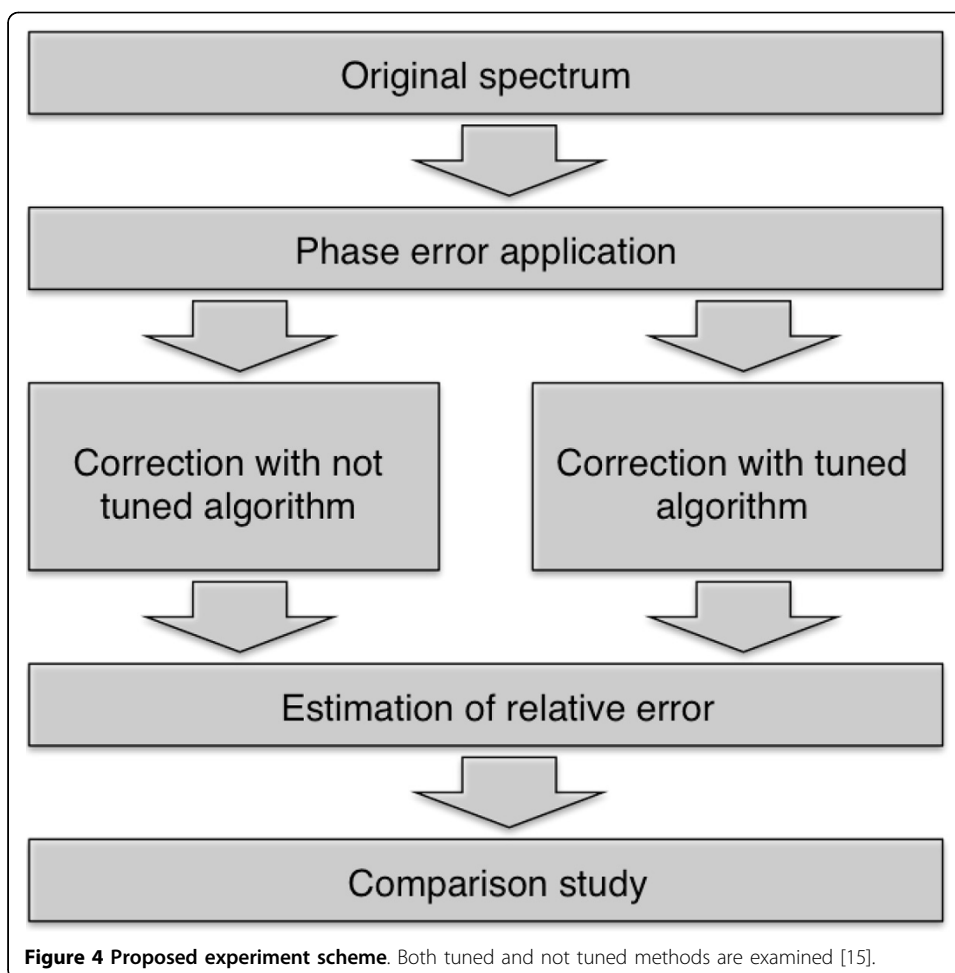 Original spectrum
Phase error application
Correction with not
tuned algorithm
Correction with tuned
algorithm
Estimation of relative error
Comparison study
Figure 4 Proposed experiment scheme. Both tuned and not tuned methods are examined [15].